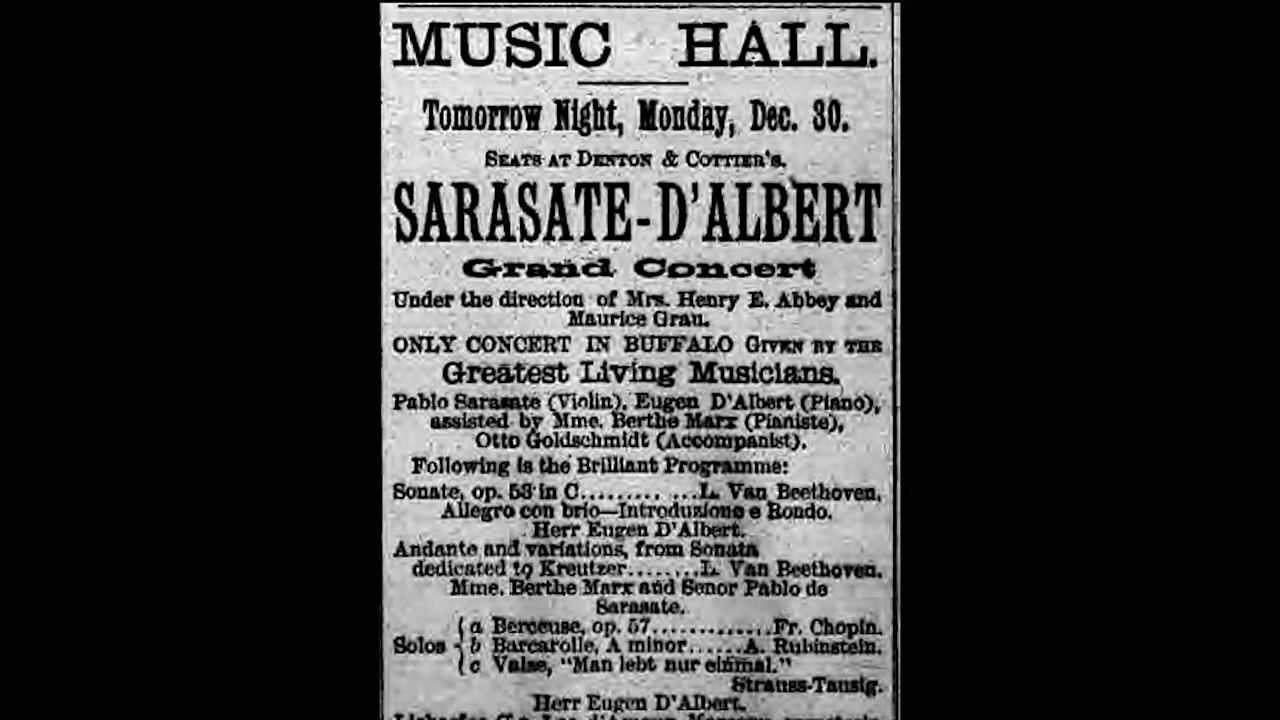 MUSIC HALL.
Tomorrow Night, Monday, Dec. 30.
SEATS AT DENTON & COTTIER'S.
SARASATE-D'ALBERT
Grand Concert
Under the direction of Mrs. Henry E. Abbey and
Maurice Grau.
ONLY CONCERT IN BUFFALO GIVEN BY THE
Greatest Living Musicians.
Pablo Sarasate (Violin), Eugen D'Albert (Piano),
assisted by Mme. Berthe Marx (Pianiste),
Otto Goldschmidt (Accompanist).
Following is the Brilliant Programme:
Sonate, op. 53 in C......... ...L. Van Beethoven.
Allegro con brio—Introduzione e Rondo.
Herr Eugen D'Albert.
Andante and variations, from Sonata
dedicated to Kreutzer........L. Van Beethoven.
Mme. Berthe Marx and Senor Pablo de
Sarasate.
{ a Berceuse, op. 57.............Fr. Chopin.
Solos { b Barcarolle, A minor......A. Rubinstein.
{ c Valse, "Man lebt nur einmal."
Strauss-Tausig.
Herr Eugen D'Albert.